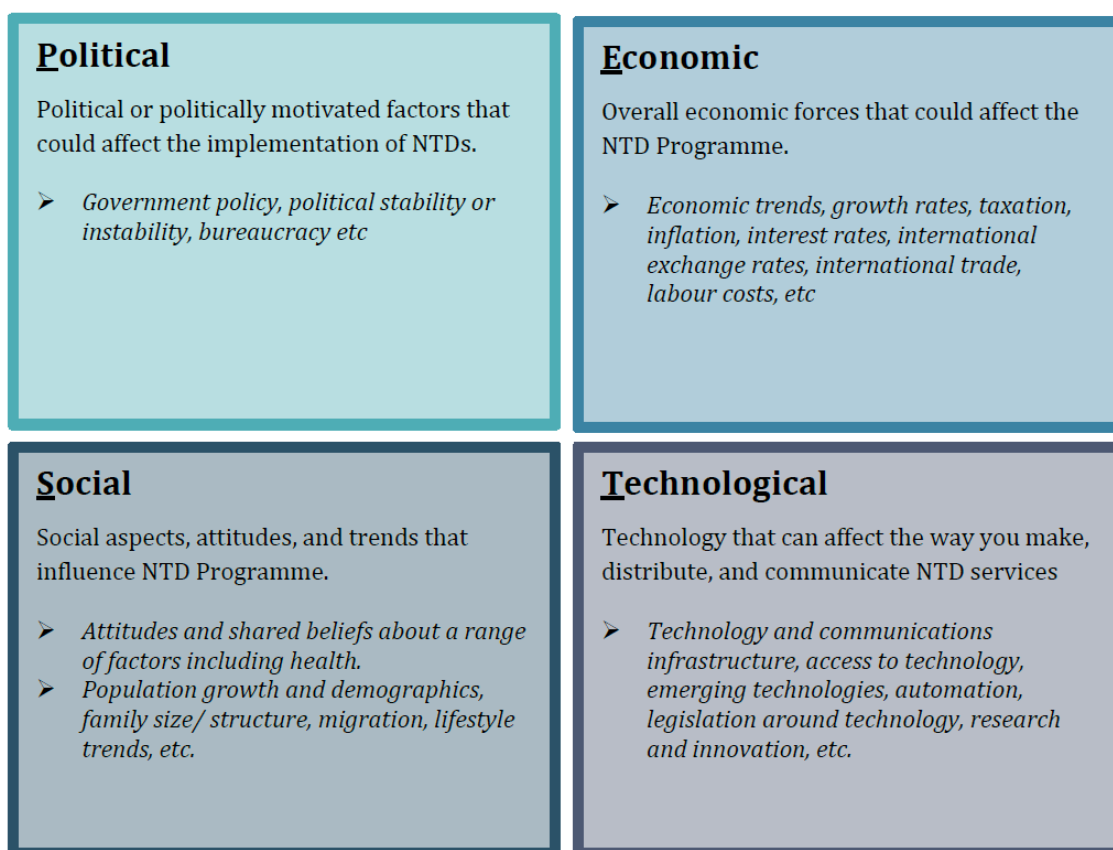 Political
Political or politically motivated factors that
could affect the implementation of NTDs.
➢ Government policy, political stability or
instability, bureaucracy etc
Economic
Overall economic forces that could affect the
NTD Programme.
➢ Economic trends, growth rates, taxation,
inflation, interest rates, international
exchange rates, international trade,
labour costs, etc
Social
Social aspects, attitudes, and trends that
influence NTD Programme.
➢ Attitudes and shared beliefs about a range
of factors including health.
➢ Population growth and demographics,
family size/ structure, migration, lifestyle
trends, etc.
Technological
Technology that can affect the way you make,
distribute, and communicate NTD services
➢ Technology and communications
infrastructure, access to technology,
emerging technologies, automation,
legislation around technology, research
and innovation, etc.